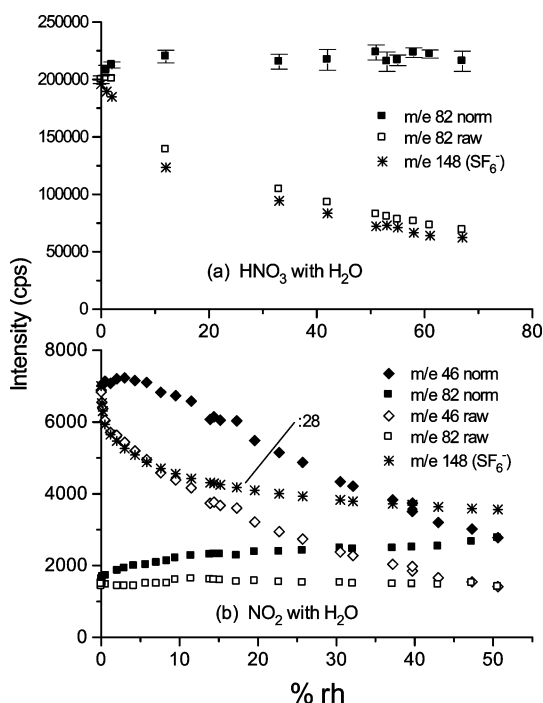 250000
200000
150000
100000
50000
0
m/e 82 norm
m/e 82 raw
m/e 148 (SF₆⁻)
(a) HNO₃ with H₂O
0 20 40 60 80
Intensity (cps)
8000
6000
4000
2000
0
m/e 46 norm
m/e 82 norm
m/e 46 raw
m/e 82 raw
m/e 148 (SF₆⁻)
:28
(b) NO₂ with H₂O
0 10 20 30 40 50
% rh